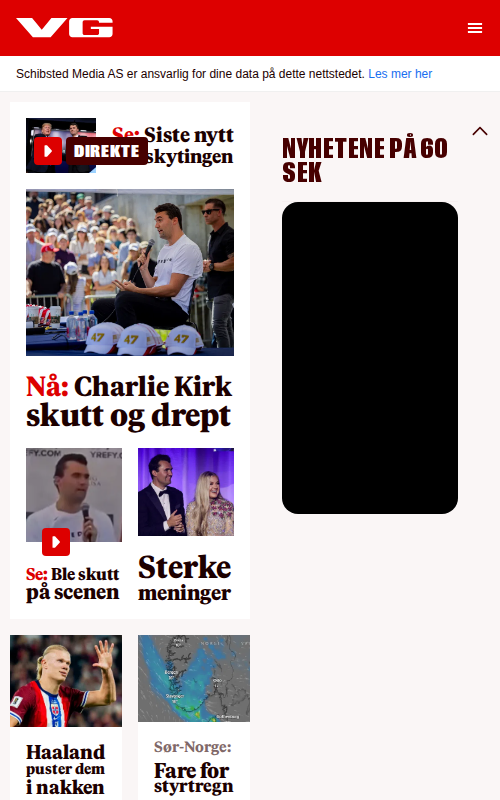 VG
Schibsted Media AS er ansvarlig for dine data på dette nettstedet. Les mer her
Se: Siste nytt
skytingen
DIREKTE
47
47
47
Nå: Charlie Kirk
skutt og drept
YREFY.COM
Se: Ble skutt
på scenen
Sterke
meninger
Haaland
puster dem
i nakken
Sør-Norge:
Fare for
styrtregn
NYHETENE PÅ 60
SEK